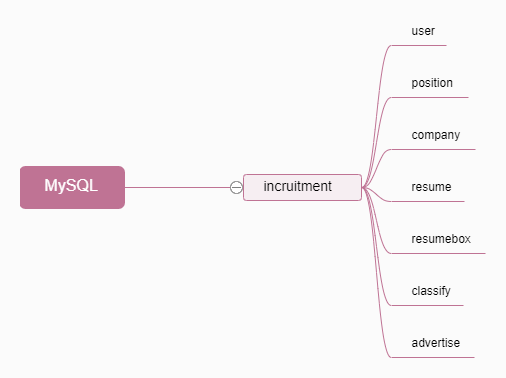 MySQL
incruitment
user
position
company
resume
resumebox
classify
advertise